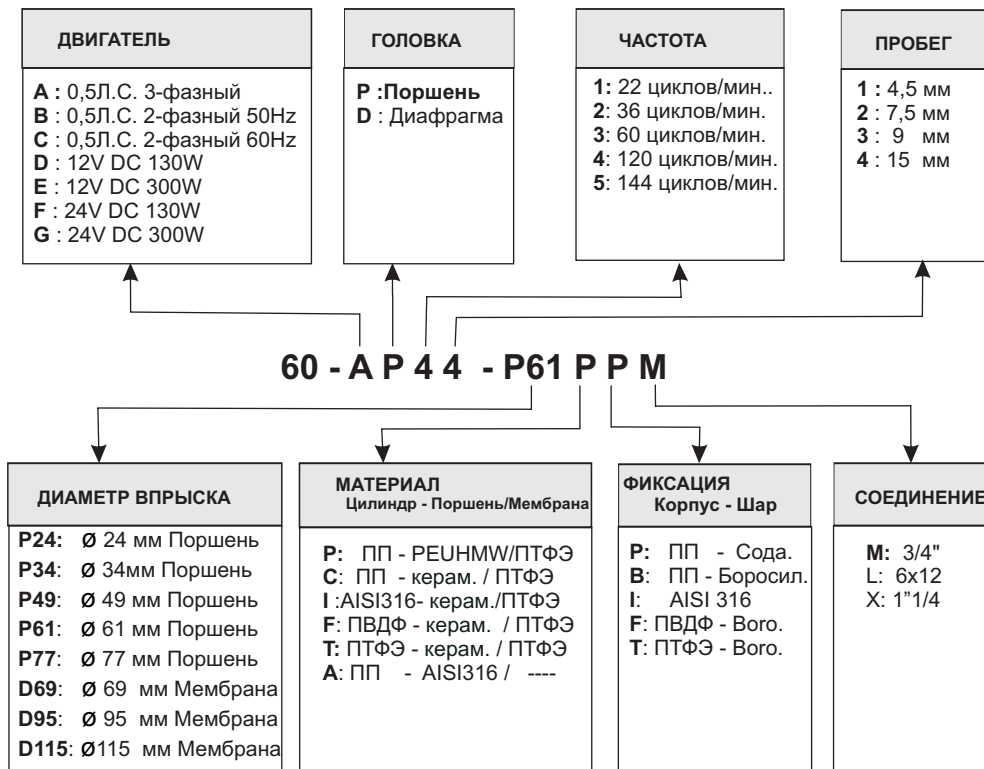 ДВИГАТЕЛЬ
A : 0,5Л.С. 3-фазный
B : 0,5Л.С. 2-фазный 50Hz
C : 0,5Л.С. 2-фазный 60Hz
D : 12V DC 130W
E : 12V DC 300W
F : 24V DC 130W
G : 24V DC 300W
ГОЛОВКА
P :Поршень
D : Диафрагма
ЧАСТОТА
1: 22 циклов/мин..
2: 36 циклов/мин.
3: 60 циклов/мин.
4: 120 циклов/мин.
5: 144 циклов/мин.
ПРОБЕГ
1 : 4,5 мм
2 : 7,5 мм
3 : 9 мм
4 : 15 мм
60 - A P 4 4 - P61 P P M
ДИАМЕТР ВПРЫСКА
P24: Ø 24 мм Поршень
P34: Ø 34мм Поршень
P49: Ø 49 мм Поршень
P61: Ø 61 мм Поршень
P77: Ø 77 мм Поршень
D69: Ø 69 мм Мембрана
D95: Ø 95 мм Мембрана
D115: Ø115 мм Мембрана
МАТЕРИАЛ
Цилиндр - Поршень/Мембрана
P: ПП - PEUHMW/ПТФЭ
C: ПП - керам. / ПТФЭ
I :AISI316- керам./ПТФЭ
F: ПВДФ - керам. / ПТФЭ
T: ПТФЭ - керам. / ПТФЭ
A: ПП - AISI316 / ----
ФИКСАЦИЯ
Корпус - Шар
P: ПП - Сода.
B: ПП - Боросил.
I: AISI 316
F: ПВДФ - Boro.
T: ПТФЭ - Boro.
СОЕДИНЕНИЕ
M: 3/4"
L: 6x12
X: 1"1/4